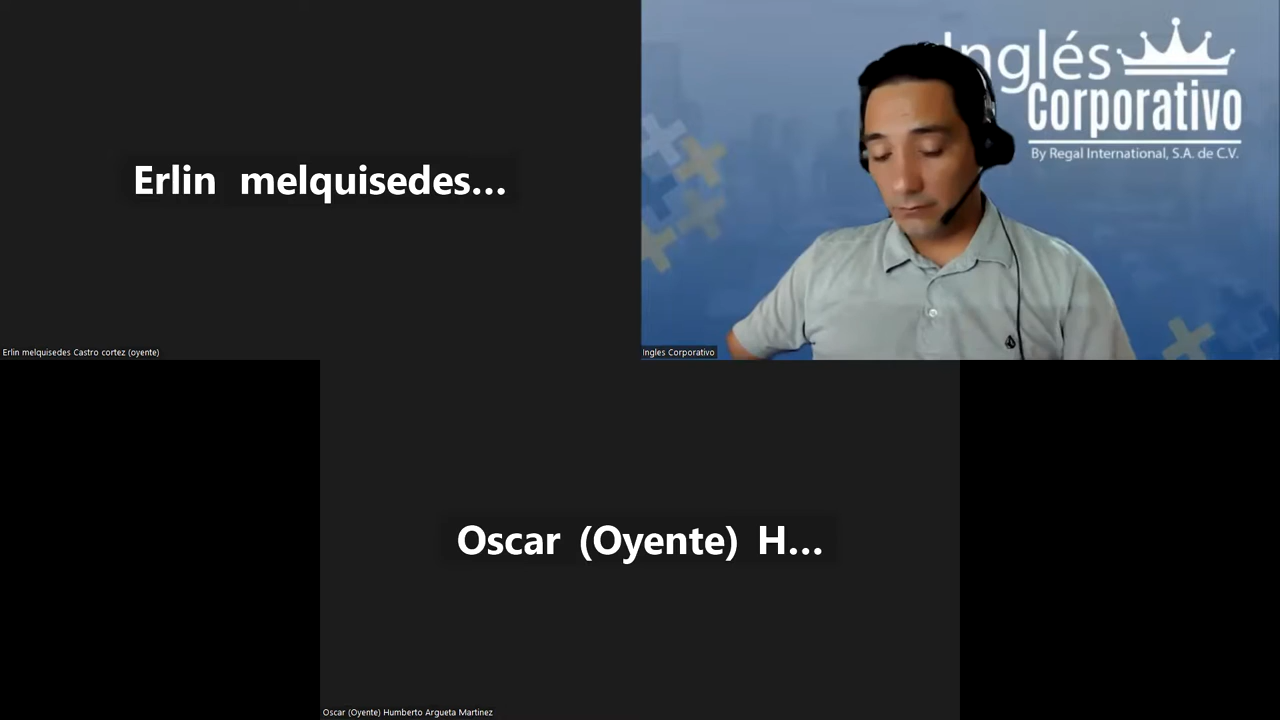 Erlin melquisedes...
Erlin melquisedes Castro cortez (oyente)
Inglés
Corporativo
By Regal International, S.A. de C.V.
Ingles Corporativo
Oscar (Oyente) H...
Oscar (Oyente) Humberto Argueta Martinez